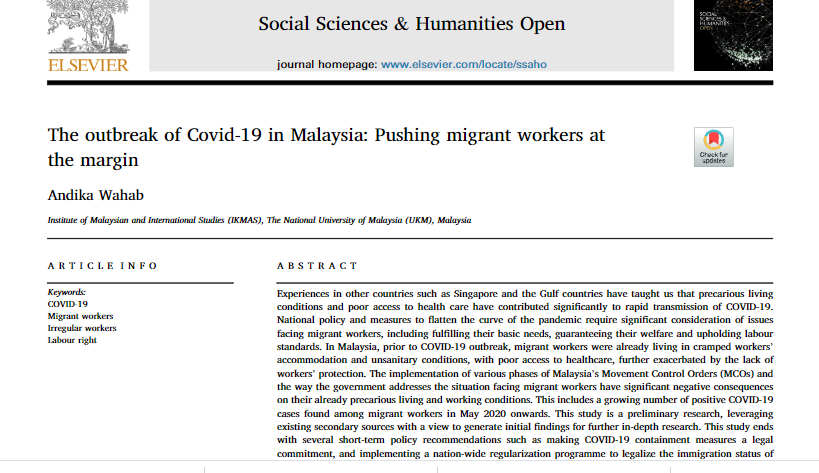 Social Sciences & Humanities Open
SOCIAL
SCIENCES &
HUMANITIES
OPEN
ELSEVIER
journal homepage: www.elsevier.com/locate/ssaho
The outbreak of Covid-19 in Malaysia: Pushing migrant workers at
the margin
Check for
updates
Andika Wahab
Institute of Malaysian and International Studies (IKMAS), The National University of Malaysia (UKM), Malaysia
ARTICLE INFO
Keywords:
COVID-19
Migrant workers
Irregular workers
Labour right
ABSTRACT
Experiences in other countries such as Singapore and the Gulf countries have taught us that precarious living
conditions and poor access to health care have contributed significantly to rapid transmission of COVID-19.
National policy and measures to flatten the curve of the pandemic require significant consideration of issues
facing migrant workers, including fulfilling their basic needs, guaranteeing their welfare and upholding labour
standards. In Malaysia, prior to COVID-19 outbreak, migrant workers were already living in cramped workers’
accommodation and unsanitary conditions, with poor access to healthcare, further exacerbated by the lack of
workers’ protection. The implementation of various phases of Malaysia’s Movement Control Orders (MCOs) and
the way the government addresses the situation facing migrant workers have significant negative consequences
on their already precarious living and working conditions. This includes a growing number of positive COVID-19
cases found among migrant workers in May 2020 onwards. This study is a preliminary research, leveraging
existing secondary sources with a view to generate initial findings for further in-depth research. This study ends
with several short-term policy recommendations such as making COVID-19 containment measures a legal
commitment, and implementing a nation-wide regularization programme to legalize the immigration status of